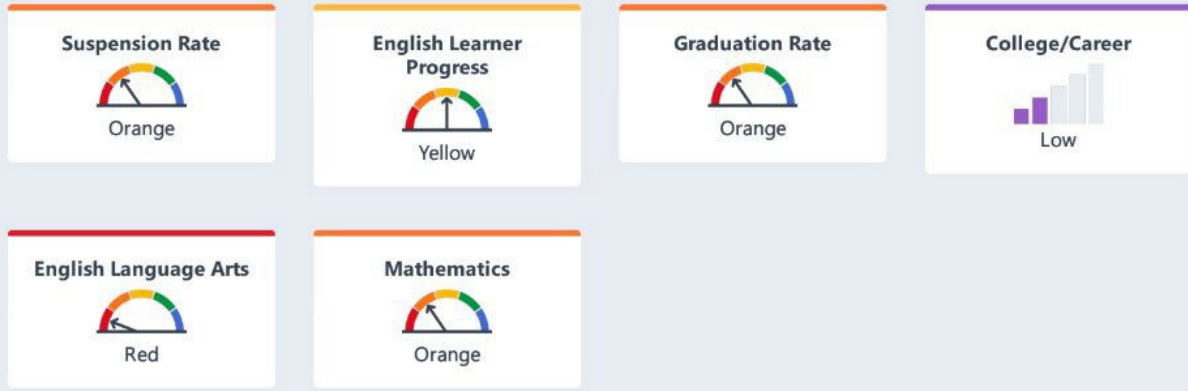 Suspension Rate
Orange
English Learner
Progress
Yellow
Graduation Rate
Orange
College/Career
Low
English Language Arts
Red
Mathematics
Orange